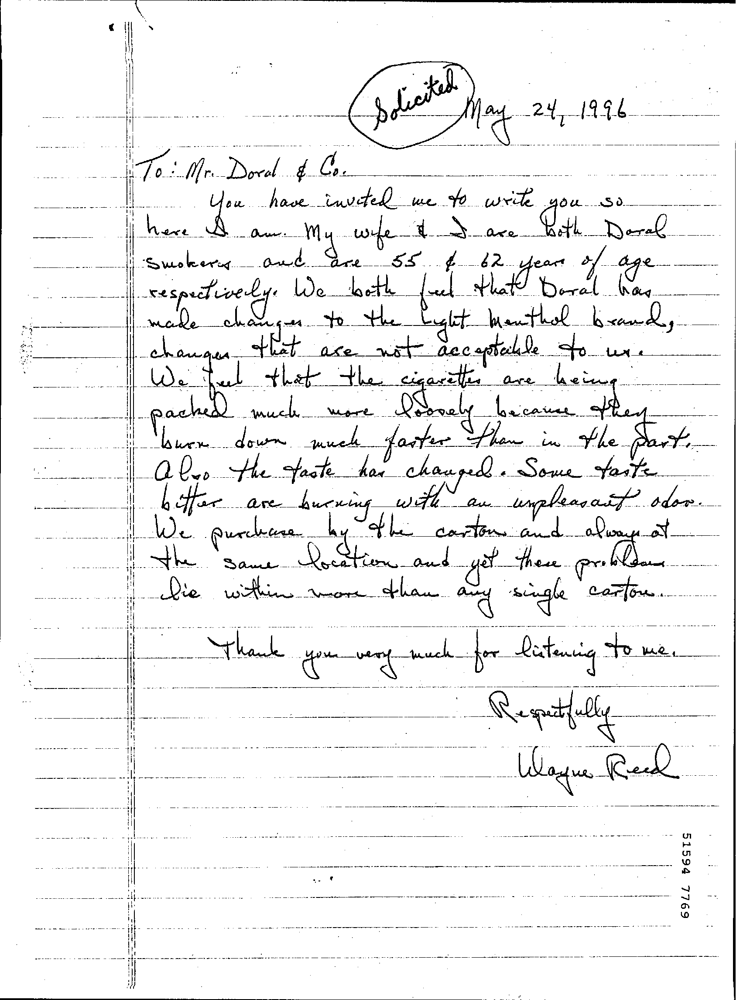 Solicited
May 24, 1996
To: Mr. Doral & Co.
You have invited me to write you so
here I am. My wife & I are both Doral
smokers and are 55 & 62 years of age
respectively. We both feel that Doral has
made changes to the Light Menthol brand,
changes that are not acceptable to us.
We feel that the cigarettes are being
packed much more loosely because they
burn down much faster than in the past.
Also the taste has changed. Some taste
bitter are burning with an unpleasant odor.
We purchase by the carton and always at
the same location and yet these problems
lie within more than any single carton.
Thank you very much for listening to me.
Respectfully
Wayne Reed
51594 7769